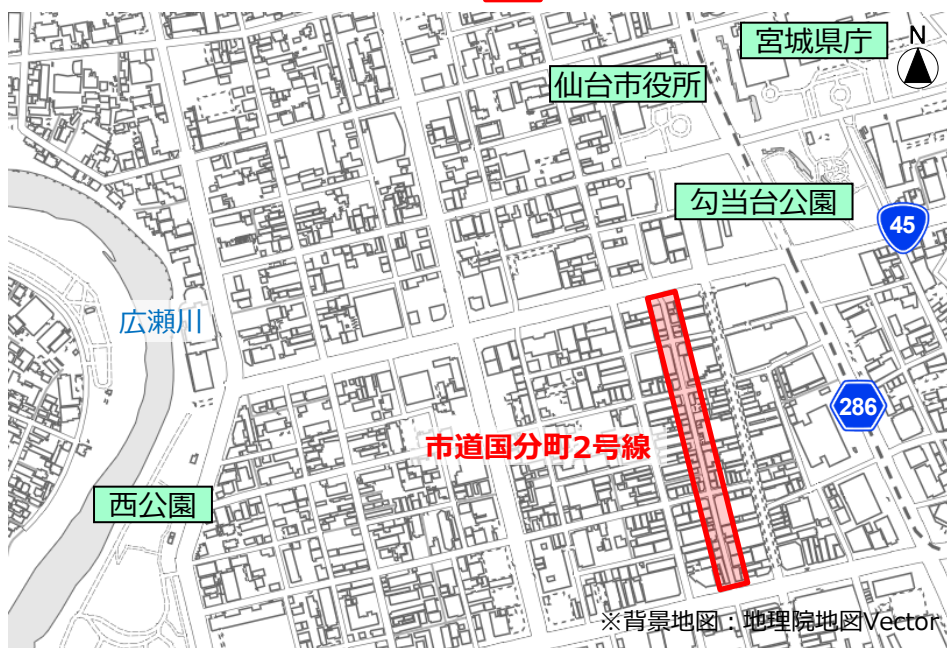 宮城県庁
N
仙台市役所
勾当台公園
45
広瀬川
286
市道国分町2号線
西公園
※背景地図：地理院地図Vector